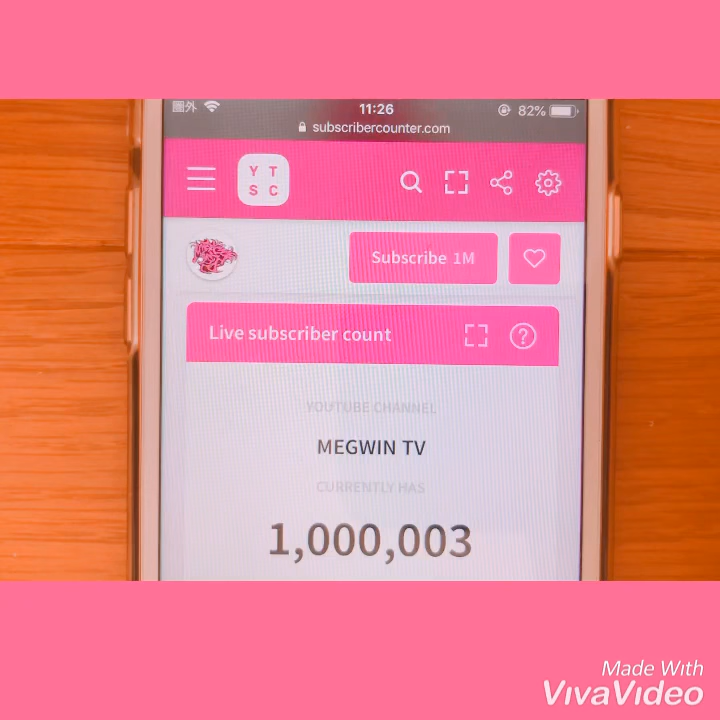 圏外 11:26 82%
subscribercounter.com
Y T
S C
Subscribe 1M
Live subscriber count
?
YOUTUBE CHANNEL
MEGWIN TV
CURRENTLY HAS
1,000,003
Made With
VivaVideo